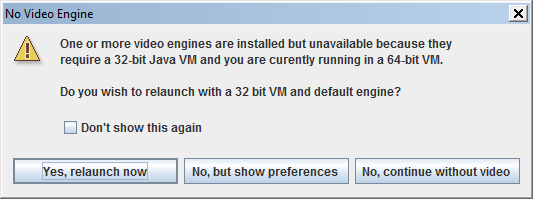 No Video Engine
One or more video engines are installed but unavailable because they
require a 32-bit Java VM and you are curently running in a 64-bit VM.
Do you wish to relaunch with a 32 bit VM and default engine?
Don't show this again
Yes, relaunch now
No, but show preferences
No, continue without video